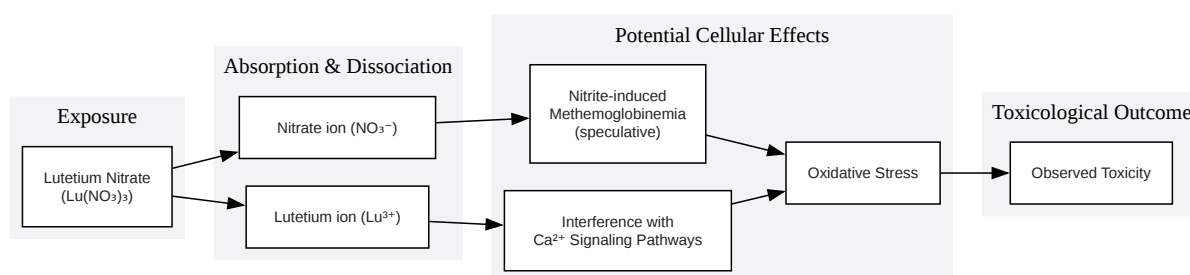 Exposure
Lutetium Nitrate
(Lu(NO₃)₃)
Absorption & Dissociation
Nitrate ion (NO₃⁻)
Lutetium ion (Lu³⁺)
Potential Cellular Effects
Nitrite-induced
Methemoglobinemia
(speculative)
Interference with
Ca²⁺ Signaling Pathways
Oxidative Stress
Toxicological Outcome
Observed Toxicity